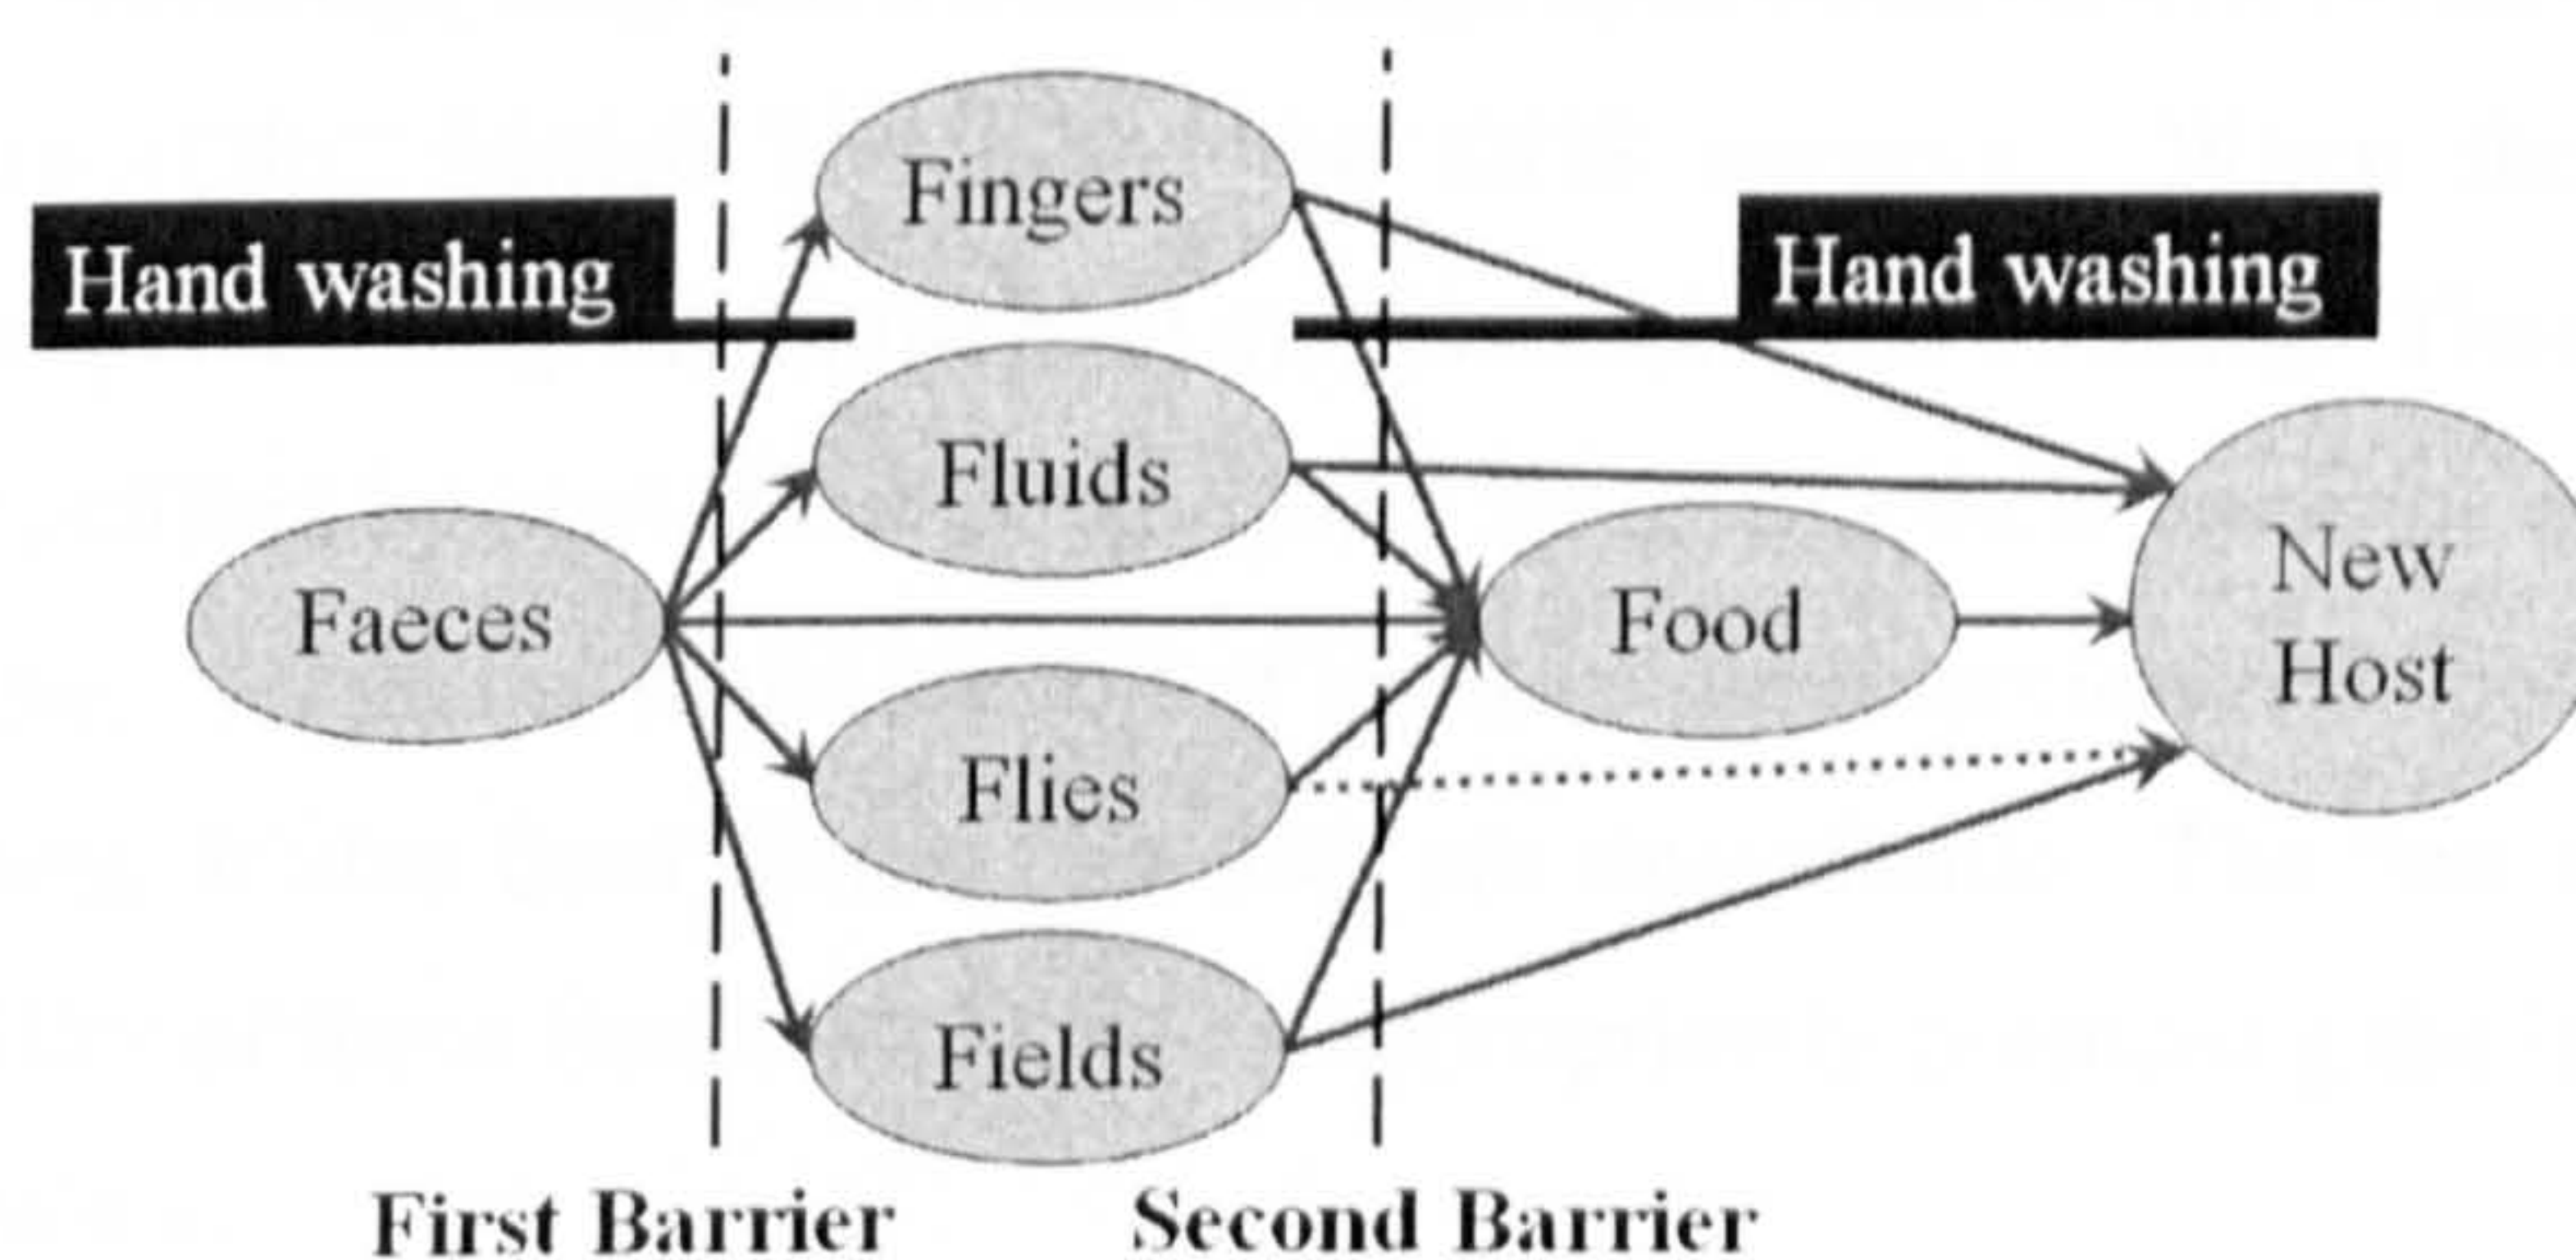 Fingers
Hand washing
Hand washing
Fluids
Faeces
Food
New
Host
Flies
Fields
First Barrier
Second Barrier